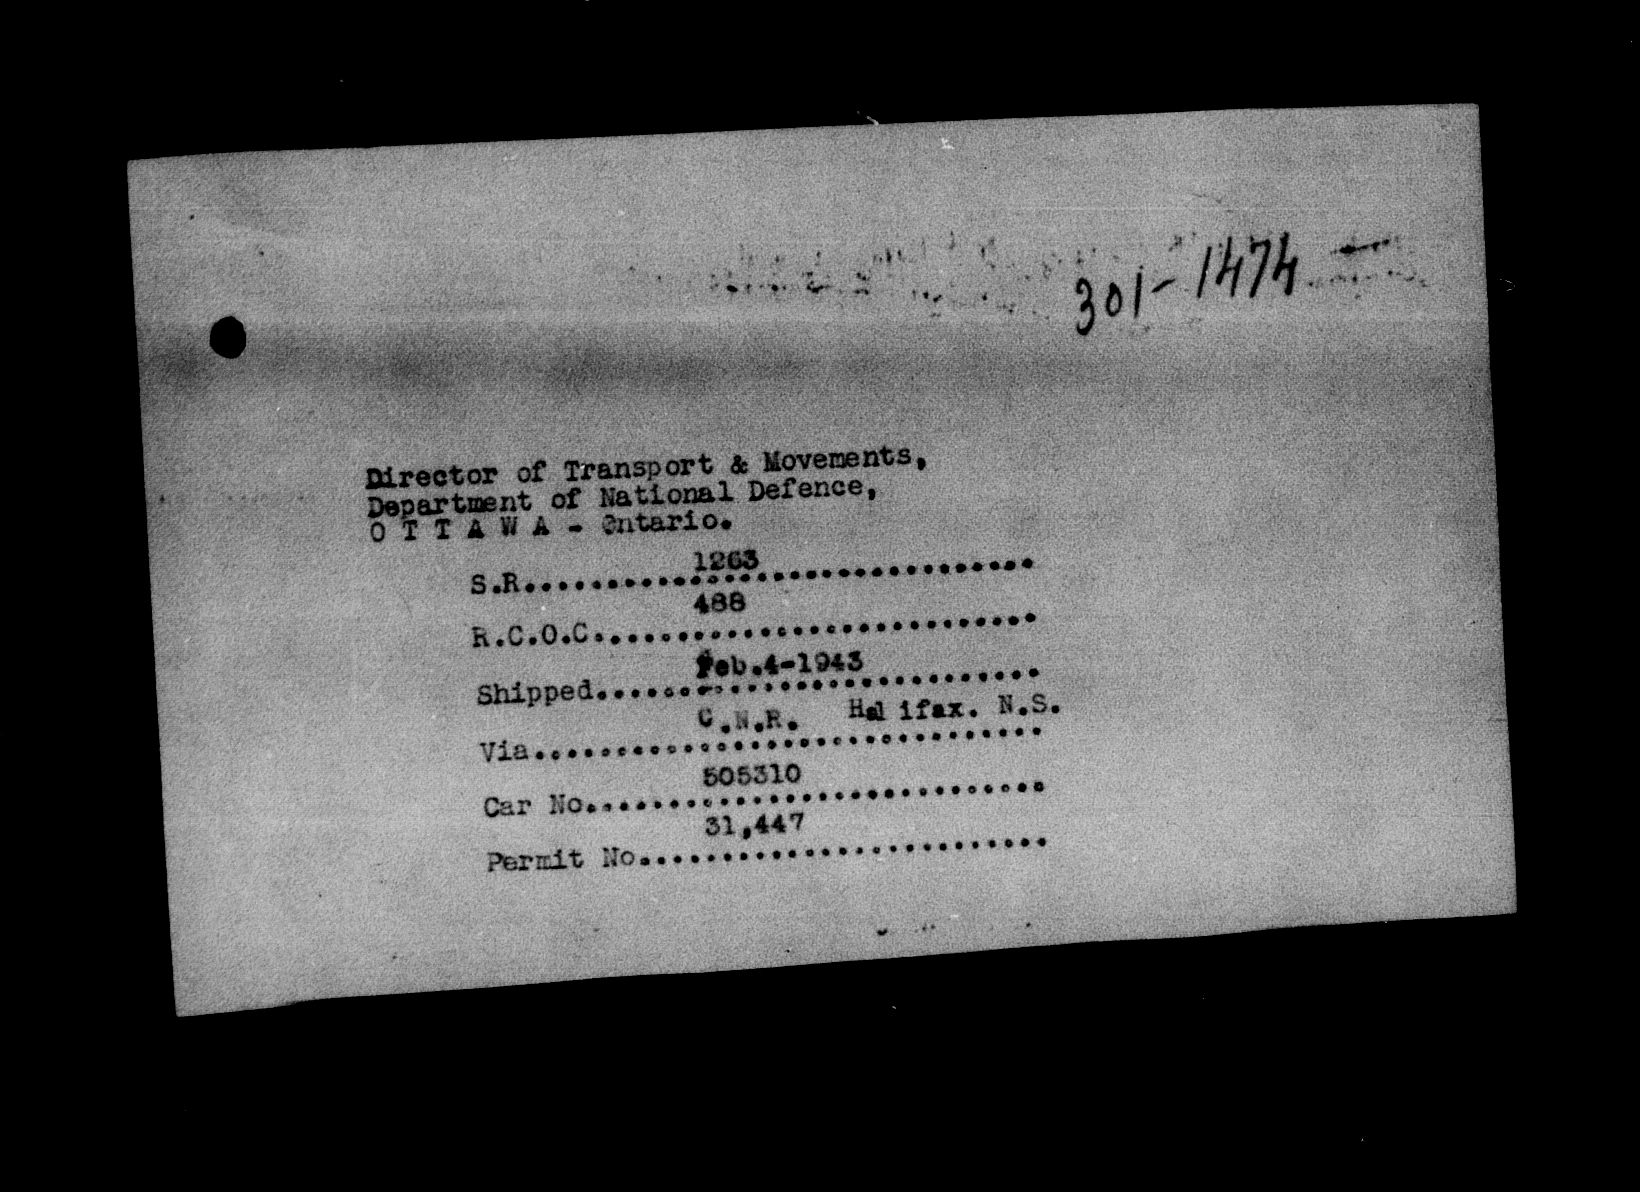 301-1474
Director of Transport & Movements,
Department of National Defence,
O T T A W A - Ontario.
1263
S.R...............................
488
R.C.O.C...........................
Feb.4-1943
Shipped...........................
C.N.R. Halifax. N.S.
Via...............................
505310
Car No............................
31,447
Permit No.........................